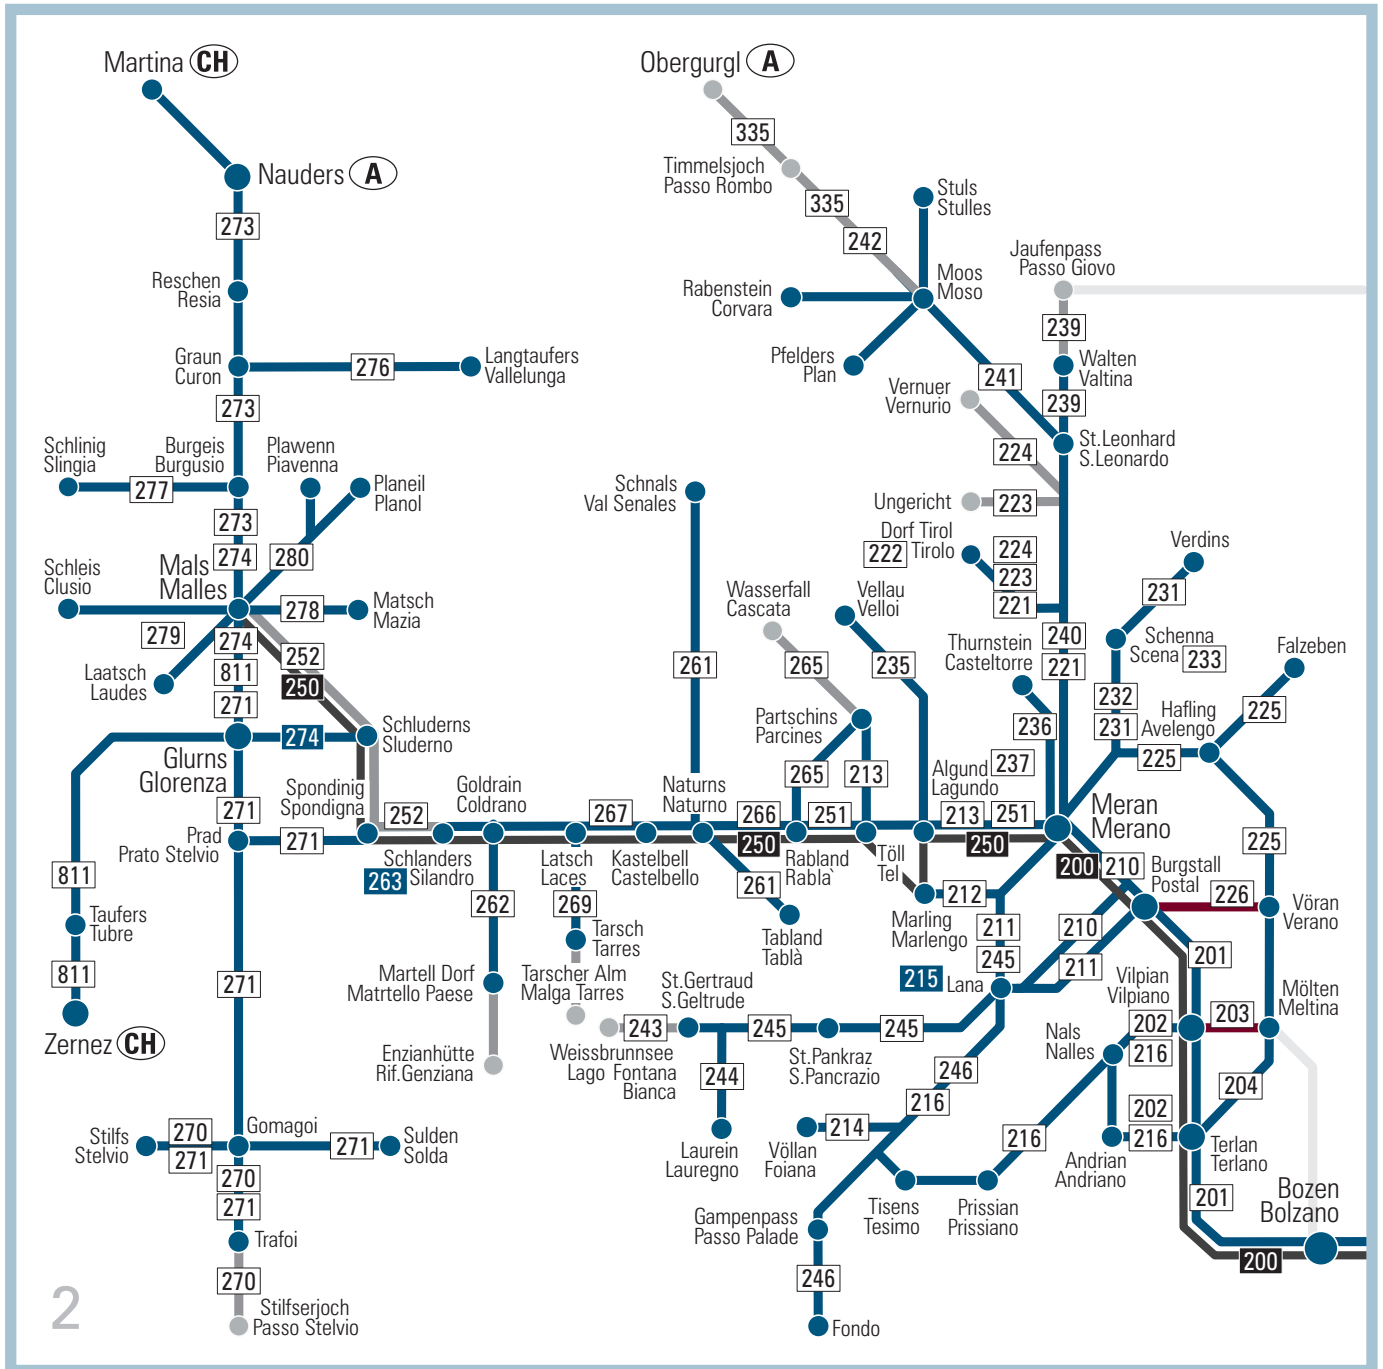 Martina CH
Obergurgl A
335
Timmelsjoch
Passo Rombo
335
242
Nauders A
273
Stuls
Stulles
Moos
Moso
Rabenstein
Corvara
Pfelders
Plan
Jaufenpass
Passo Giovo
239
Walten
Valtina
239
241
St.Leonhard
S.Leonardo
Vernuer
Vernurio
224
Ungericht
223
Reschen
Resia
Graun
Curon
276
Langtaufers
Vallelunga
273
Schlinig
Slingia
277
Burgeis
Burgusio
Plawenn
Piavenna
Planeil
Planol
273
274
280
Mals
Malles
Schleis
Clusio
278
Matsch
Mazia
279
Laatsch
Laudes
274
811
271
252
250
Schnals
Val Senales
261
Dorf Tirol
Tirolo
222
224
223
221
240
221
Verdins
231
Schenna
Scena
233
232
231
Falzeben
225
Hafling
Avelengo
225
225
Wasserfall
Cascata
265
Vellau
Velloi
235
Thurnstein
Casteltorre
236
Partschins
Parcines
265
213
Algund
Lagundo
237
Meran
Merano
Schluderns
Sluderno
274
Glurns
Glorenza
271
Spondinig
Spondigna
252
Goldrain
Coldrano
267
Naturns
Naturno
266
250
251
213
251
250
Prad
Prato Stelvio
271
Schlanders
Silandro
263
Latsch
Laces
Kastelbell
Castelbello
Rabland
Rablà
Töll
Tel
200
210
Burgstall
Postal
226
Vöran
Verano
811
Taufers
Tubre
811
Zernez CH
262
269
Tarsch
Tarres
261
Tabland
Tablà
212
Marling
Marlengo
211
245
210
211
201
Martell Dorf
Matrtello Paese
Tarscher Alm
Malga Tarres
St.Gertraud
S.Geltrude
215
Lana
Vilpian
Vilpiano
203
Mölten
Meltina
271
Enzianhütte
Rif.Genziana
243
Weissbrunnsee
Lago Fontana
Bianca
245
245
St.Pankraz
S.Pancrazio
Nals
Nalles
202
216
204
244
Laurein
Lauregno
246
216
214
Völlan
Foiana
216
202
216
Andrian
Andriano
Terlan
Terlano
Stilfs
Stelvio
270
271
Gomagoi
271
Sulden
Solda
270
271
Trafoi
270
Stilfserjoch
Passo Stelvio
Tisens
Tesimo
Prissian
Prissiano
201
Bozen
Bolzano
200
Gampenpass
Passo Palade
246
Fondo
2